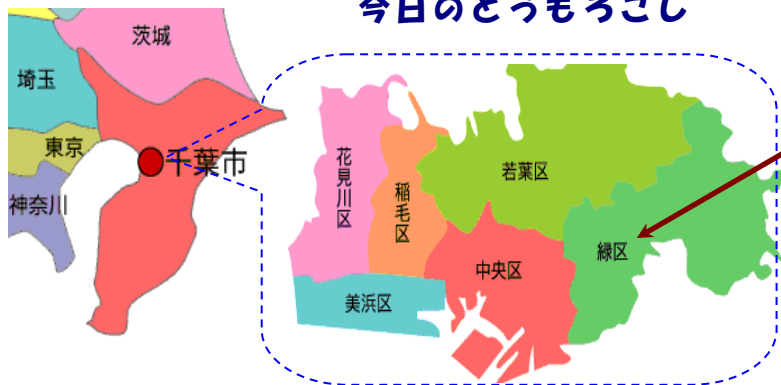 今日のとうもろこし
茨城
埼玉
東京
千葉市
神奈川
花見川区
稲毛区
若葉区
緑区
中央区
美浜区